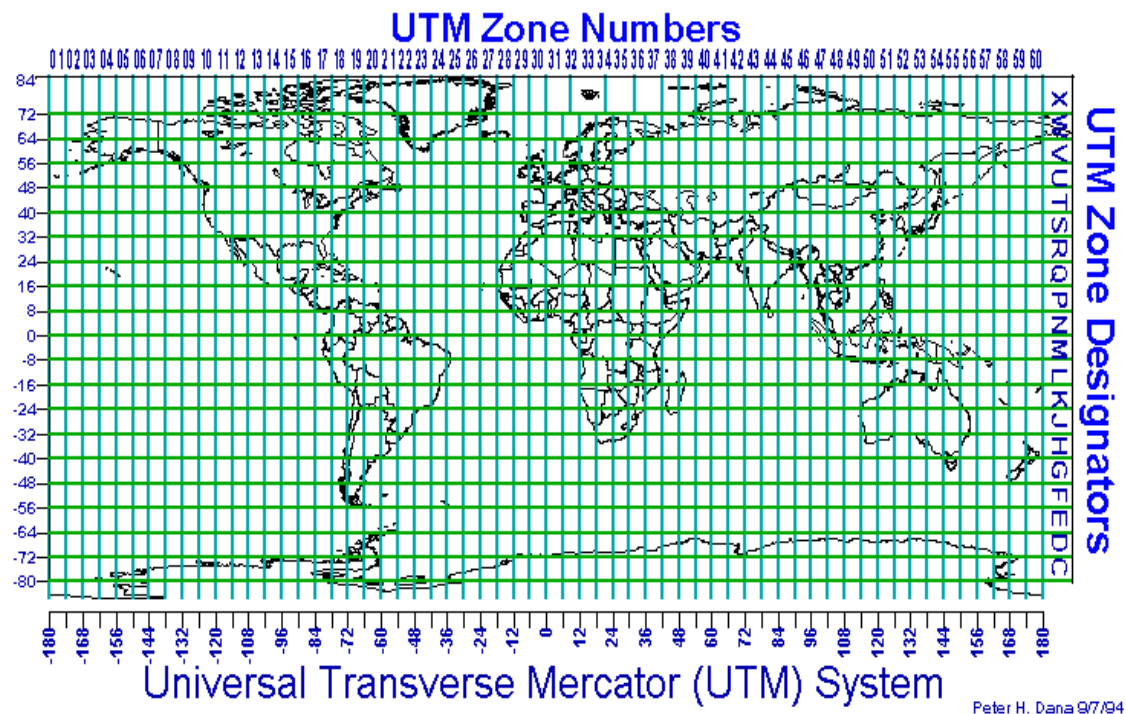 UTM Zone Numbers
01 02 03 04 05 06 07 08 09 10 11 12 13 14 15 16 17 18 19 20 21 22 23 24 25 26 27 28 29 30 31 32 33 34 35 36 37 38 39 40 41 42 43 44 45 46 47 48 49 50 51 52 53 54 55 56 57 58 59 60
84
72
64
56
48
40
32
24
16
8
0
-8
-16
-24
-32
-40
-48
-56
-64
-72
-80
X
W
V
U
T
S
R
Q
P
N
M
L
K
J
H
G
F
E
D
C
UTM Zone Designators
-180 -168 -156 -144 -132 -120 -108 -96 -84 -72 -60 -48 -36 -24 -12 0 12 24 36 48 60 72 84 96 108 120 132 144 156 168 180
Universal Transverse Mercator (UTM) System
Peter H. Dana 9/7/94